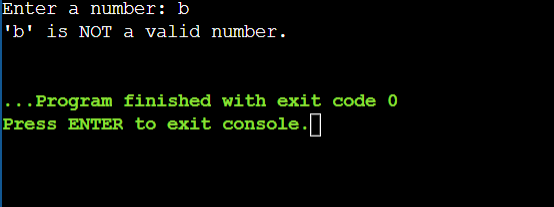 Enter a number: b
'b' is NOT a valid number.
...Program finished with exit code 0
Press ENTER to exit console.